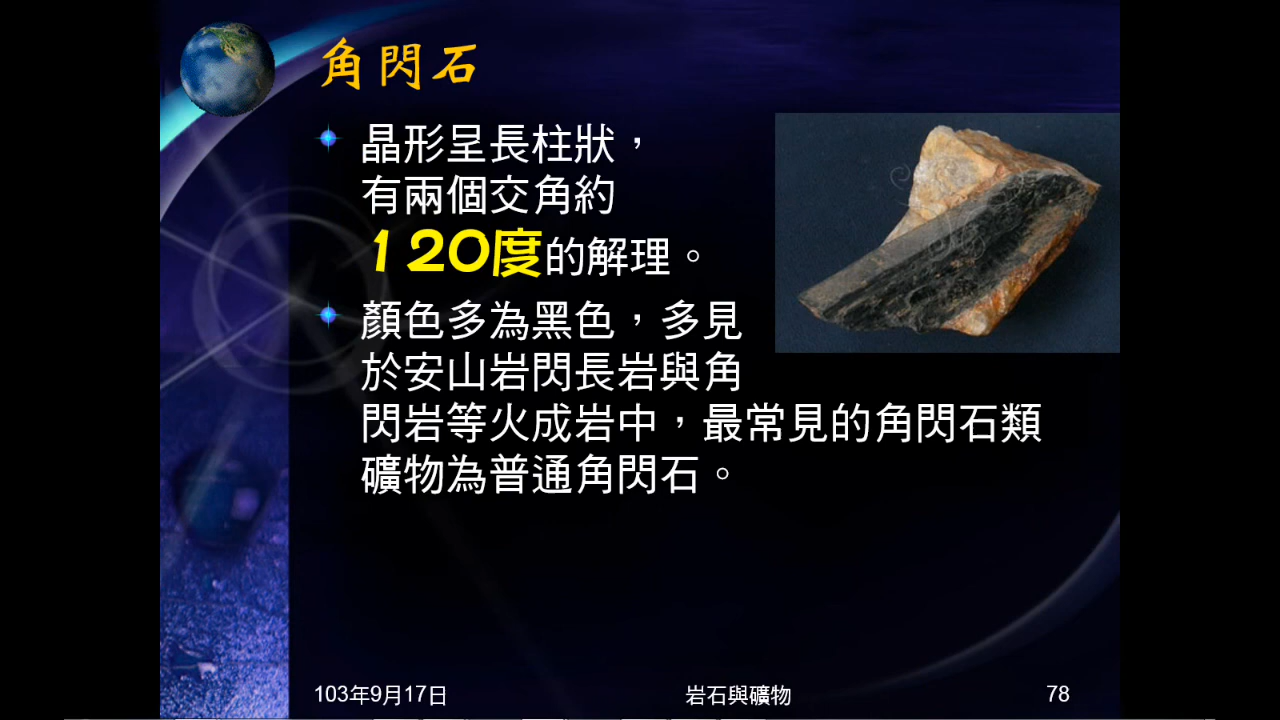 角閃石
晶形呈長柱狀，
有兩個交角約
120度的解理。
顏色多為黑色，多見
於安山岩閃長岩與角
閃岩等火成岩中，最常見的角閃石類
礦物為普通角閃石。
103年9月17日
岩石與礦物
78